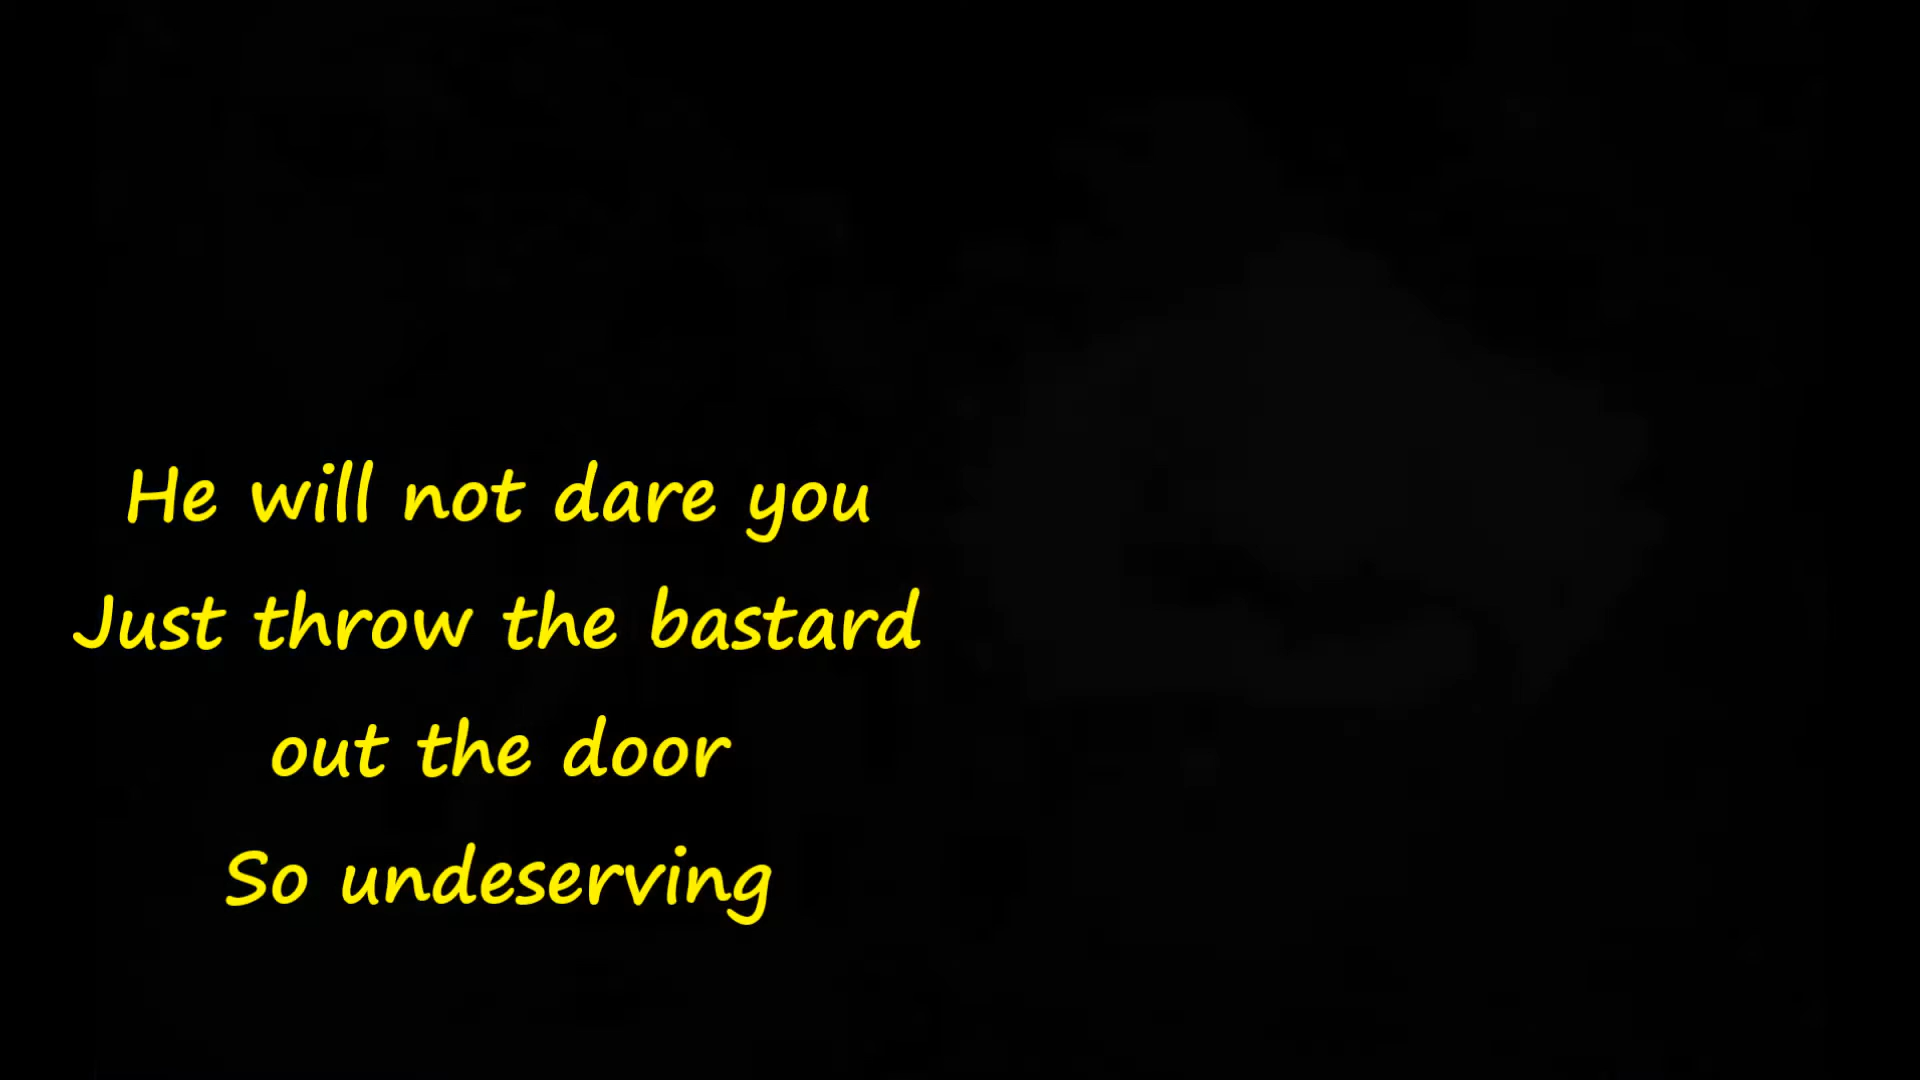 He will not dare you
Just throw the bastard
out the door
So undeserving